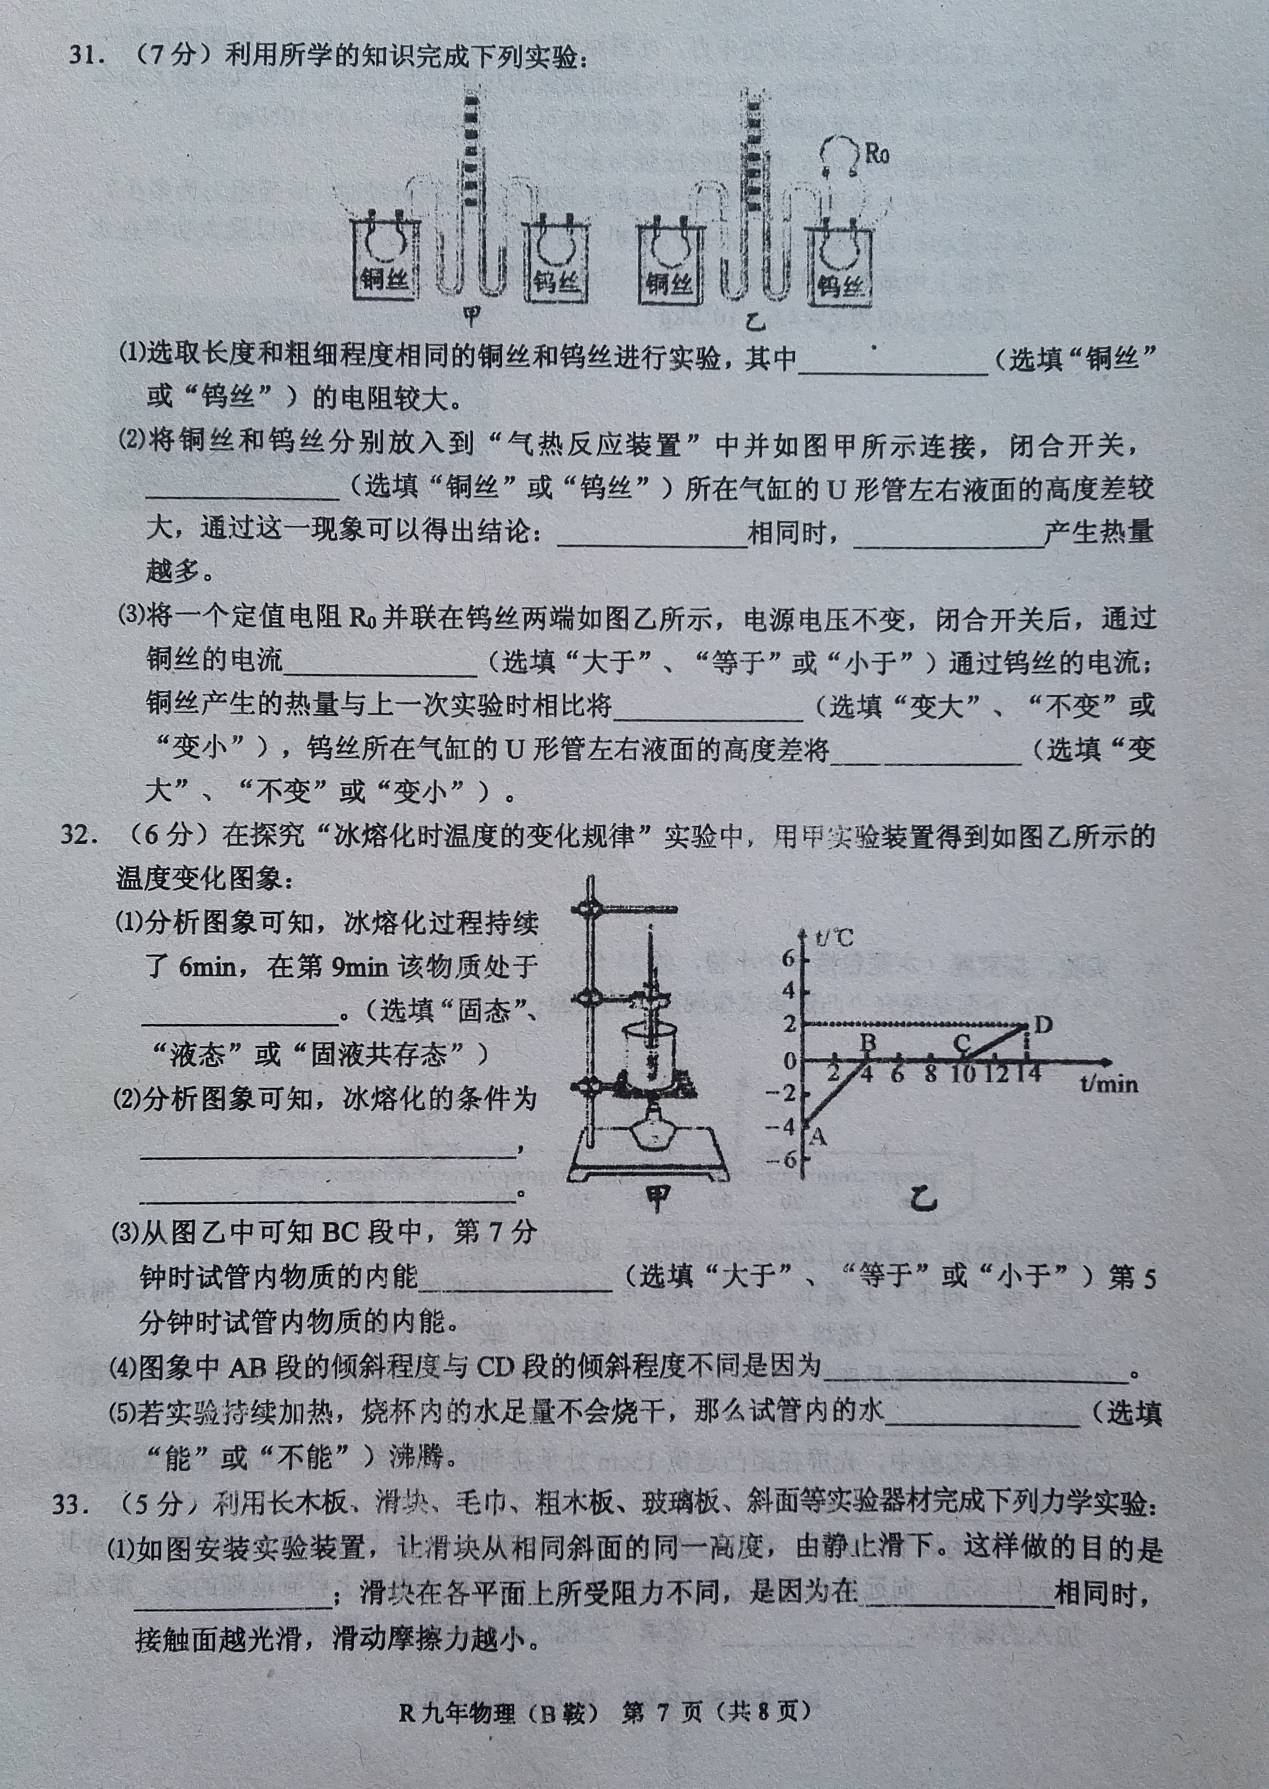 31. （7 分）利用所学的知识完成下列实验：
R₀
铜丝 钨丝 铜丝 钨丝
甲 乙
⑴选取长度和粗细程度相同的铜丝和钨丝进行实验，其中______（选填“铜丝”
或“钨丝”）的电阻较大。
⑵将铜丝和钨丝分别放入到“气热反应装置”中并如图甲所示连接，闭合开关，
______（选填“铜丝”或“钨丝”）所在气缸的 U 形管左右液面的高度差较
大，通过这一现象可以得出结论：______相同时，______产生热量
越多。
⑶将一个定值电阻 R₀ 并联在钨丝两端如图乙所示，电源电压不变，闭合开关后，通过
铜丝的电流______（选填“大于”、“等于”或“小于”）通过钨丝的电流；
铜丝产生的热量与上一次实验时相比将______（选填“变大”、“不变”或
“变小”），钨丝所在气缸的 U 形管左右液面的高度差将______（选填“变
大”、“不变”或“变小”）。
32. （6 分）在探究“冰熔化时温度的变化规律”实验中，用甲实验装置得到如图乙所示的
温度变化图象：
⑴分析图象可知，冰熔化过程持续
了 6min，在第 9min 该物质处于
______。（选填“固态”、
“液态”或“固液共存态”）
⑵分析图象可知，冰熔化的条件为
______，
______。
⑶从图乙中可知 BC 段中，第 7 分
钟时试管内物质的内能______（选填“大于”、“等于”或“小于”）第 5
分钟时试管内物质的内能。
甲
t/℃
6
4
2
0
-2
-4
-6
A B C D
2 4 6 8 10 12 14
t/min
乙
⑷图象中 AB 段的倾斜程度与 CD 段的倾斜程度不同是因为______。
⑸若实验持续加热，烧杯内的水足量不会烧干，那么试管内的水______（选填
“能”或“不能”）沸腾。
33. （5 分）利用长木板、滑块、毛巾、粗木板、玻璃板、斜面等实验器材完成下列力学实验：
⑴如图安装实验装置，让滑块从相同斜面的同一高度，由静止滑下。这样做的目的是
______；滑块在各平面上所受阻力不同，是因为在______相同时，
接触面越光滑，滑动摩擦力越小。
R 九年物理（B 鞍） 第 7 页（共 8 页）